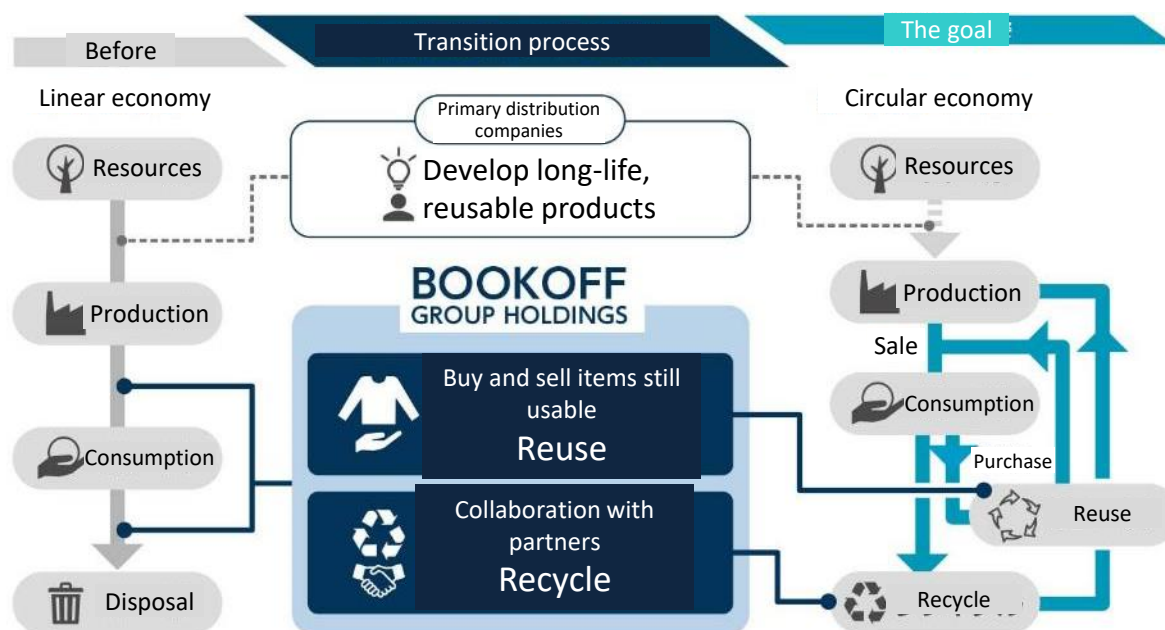 Before
Transition process
The goal
Linear economy
Resources
Production
Consumption
Disposal
Primary distribution
companies
Develop long-life,
reusable products
BOOKOFF
GROUP HOLDINGS
Buy and sell items still
usable
Reuse
Collaboration with
partners
Recycle
Circular economy
Resources
Production
Sale
Consumption
Purchase
Reuse
Recycle